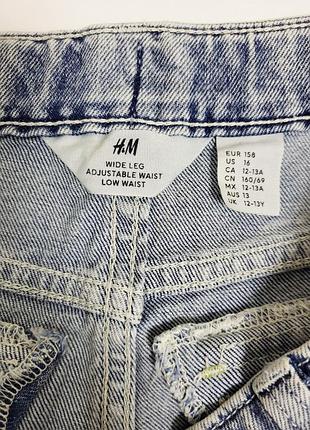 H&M
WIDE LEG
ADJUSTABLE WAIST
LOW WAIST
EUR 158
US 16
CA 12-13A
CN 160/69
MX 12-13A
AUS 13
UK 12-13Y